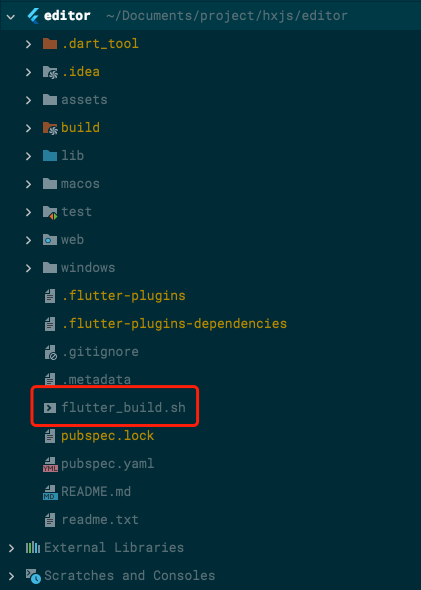 editor ~/Documents/project/hxjs/editor
.dart_tool
.idea
assets
build
lib
macos
test
web
windows
.flutter-plugins
.flutter-plugins-dependencies
.gitignore
.metadata
flutter_build.sh
pubspec.lock
pubspec.yaml
README.md
readme.txt
External Libraries
Scratches and Consoles